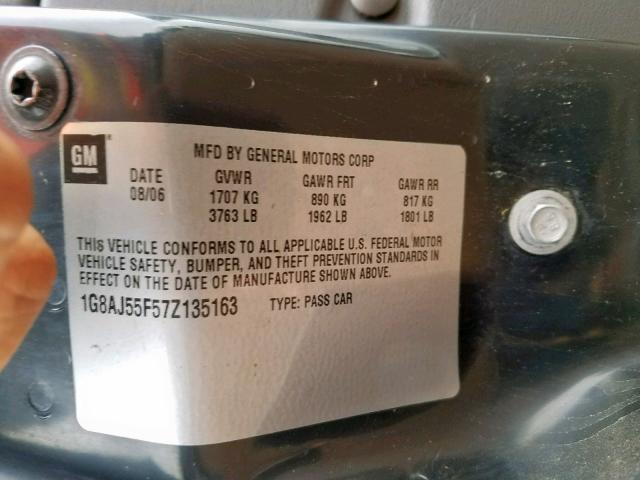 GM
MFD BY GENERAL MOTORS CORP
DATE GVWR GAWR FRT GAWR RR
08/06 1707 KG 890 KG 817 KG
3763 LB 1962 LB 1801 LB
THIS VEHICLE CONFORMS TO ALL APPLICABLE U.S. FEDERAL MOTOR
VEHICLE SAFETY, BUMPER, AND THEFT PREVENTION STANDARDS IN
EFFECT ON THE DATE OF MANUFACTURE SHOWN ABOVE.
1G8AJ55F57Z135163 TYPE: PASS CAR